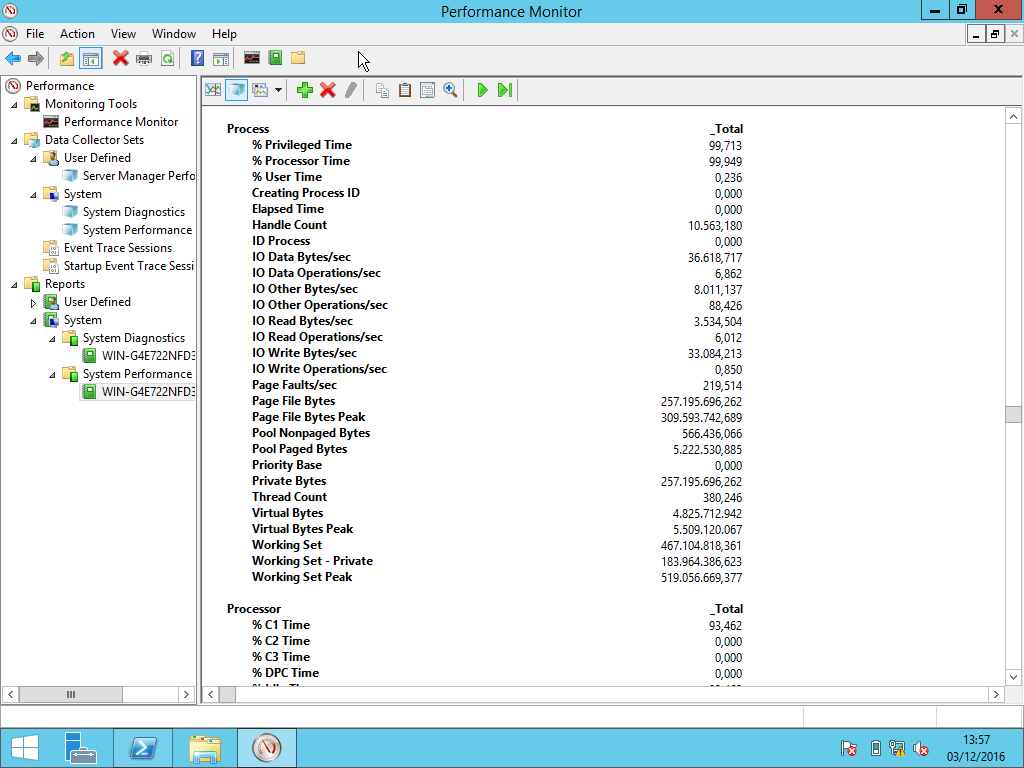 Performance Monitor
File Action View Window Help
Performance
Monitoring Tools
Performance Monitor
Data Collector Sets
User Defined
Server Manager Perfo
System
System Diagnostics
System Performance
Event Trace Sessions
Startup Event Trace Sessi
Reports
User Defined
System
System Diagnostics
WIN-G4E722NFD3
System Performance
WIN-G4E722NFD3
Process _Total
% Privileged Time 99,713
% Processor Time 99,949
% User Time 0,236
Creating Process ID 0,000
Elapsed Time 0,000
Handle Count 10.563,180
ID Process 0,000
IO Data Bytes/sec 36.618,717
IO Data Operations/sec 6,862
IO Other Bytes/sec 8.011,137
IO Other Operations/sec 88,426
IO Read Bytes/sec 3.534,504
IO Read Operations/sec 6,012
IO Write Bytes/sec 33.084,213
IO Write Operations/sec 0,850
Page Faults/sec 219,514
Page File Bytes 257.195.696,262
Page File Bytes Peak 309.593.742,689
Pool Nonpaged Bytes 566.436,066
Pool Paged Bytes 5.222.530,885
Priority Base 0,000
Private Bytes 257.195.696,262
Thread Count 380,246
Virtual Bytes 4.825.712.942
Virtual Bytes Peak 5.509.120.067
Working Set 467.104.818,361
Working Set - Private 183.964.386,623
Working Set Peak 519.056.669,377
Processor _Total
% C1 Time 93,462
% C2 Time 0,000
% C3 Time 0,000
% DPC Time 0,000
13:57
03/12/2016